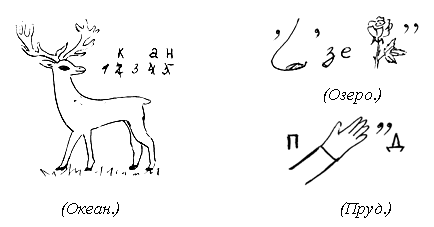 к а н
1 2 3 4 5
(Океан.)
, , зе ,,
(Озеро.)
П ,, Д
(Пруд.)